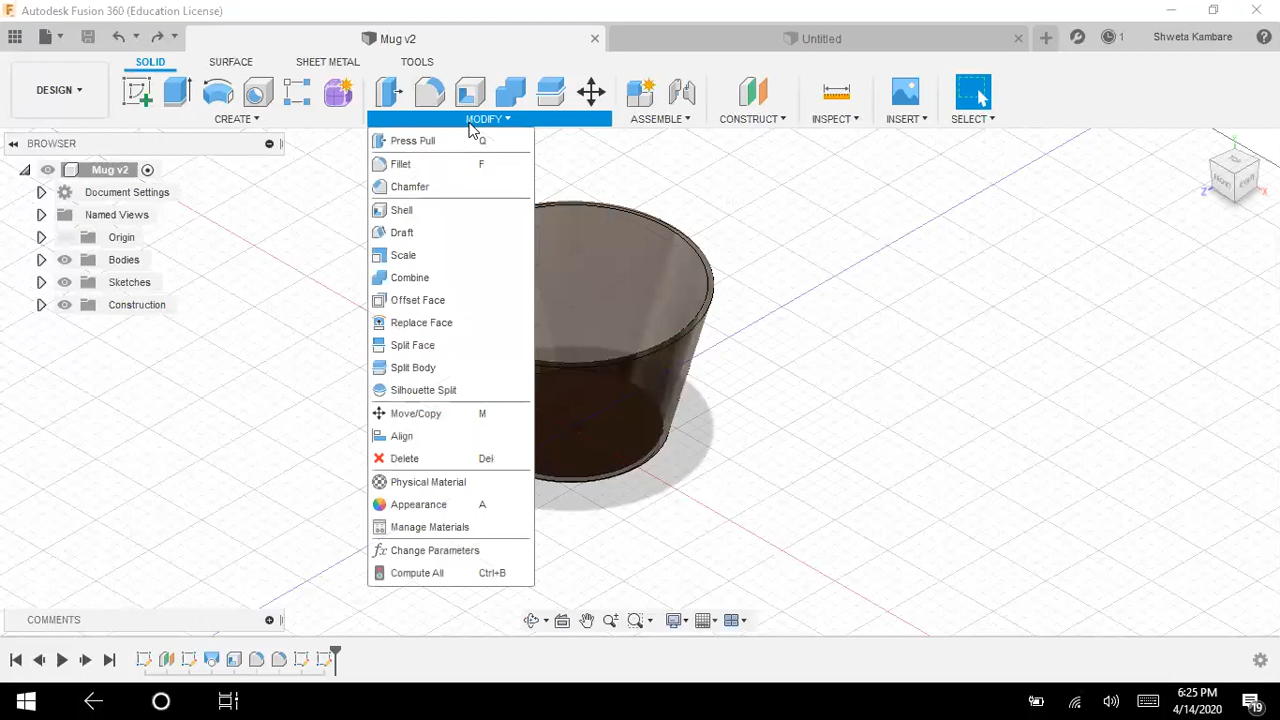 Autodesk Fusion 360 (Education License)
Mug v2
Untitled
1
Shweta Kambare
DESIGN
SOLID
SURFACE
SHEET METAL
TOOLS
CREATE
MODIFY
ASSEMBLE
CONSTRUCT
INSPECT
INSERT
SELECT
BROWSER
Mug v2
Document Settings
Named Views
Origin
Bodies
Sketches
Construction
Press Pull Q
Fillet F
Chamfer
Shell
Draft
Scale
Combine
Offset Face
Replace Face
Split Face
Split Body
Silhouette Split
Move/Copy M
Align
Delete Del
Physical Material
Appearance A
Manage Materials
Change Parameters
Compute All Ctrl+B
Y
Z
X
COMMENTS
6:25 PM
4/14/2020
19